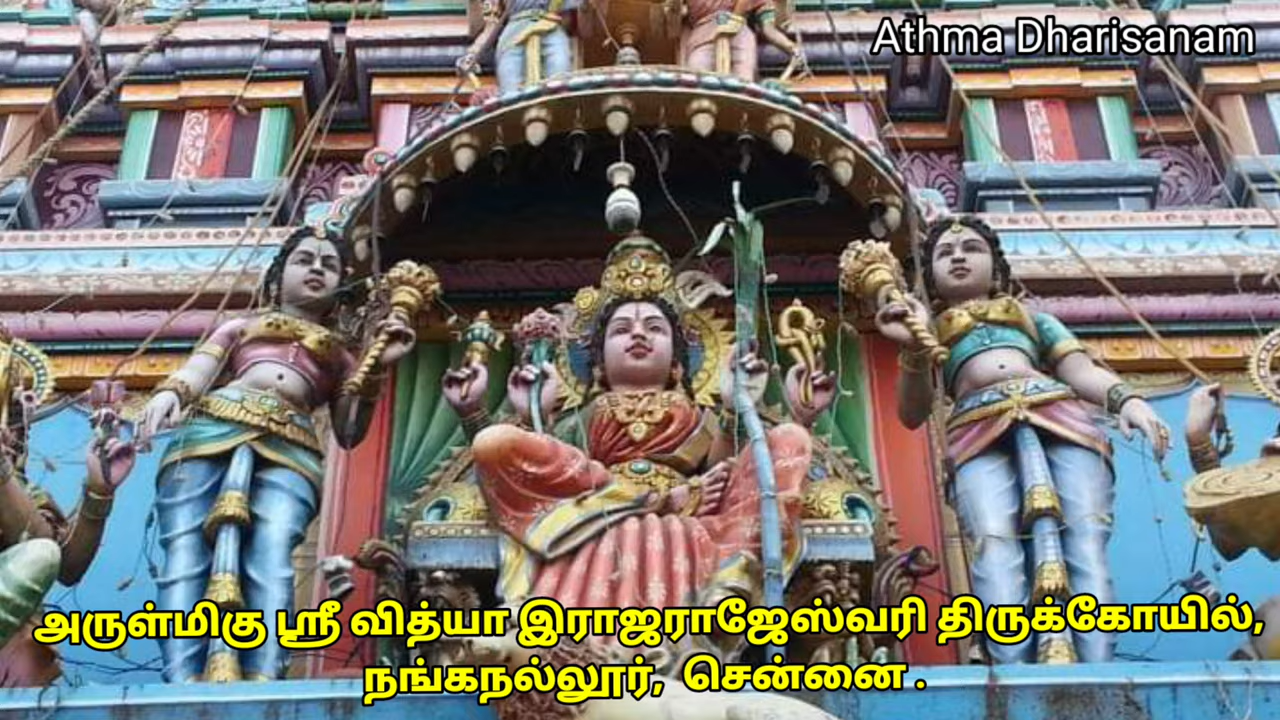 Athma Dharisanam
அருள்மிகு ஸ்ரீ வித்யா இராஜராஜேஸ்வரி திருக்கோயில்,
நங்கநல்லூர், சென்னை .